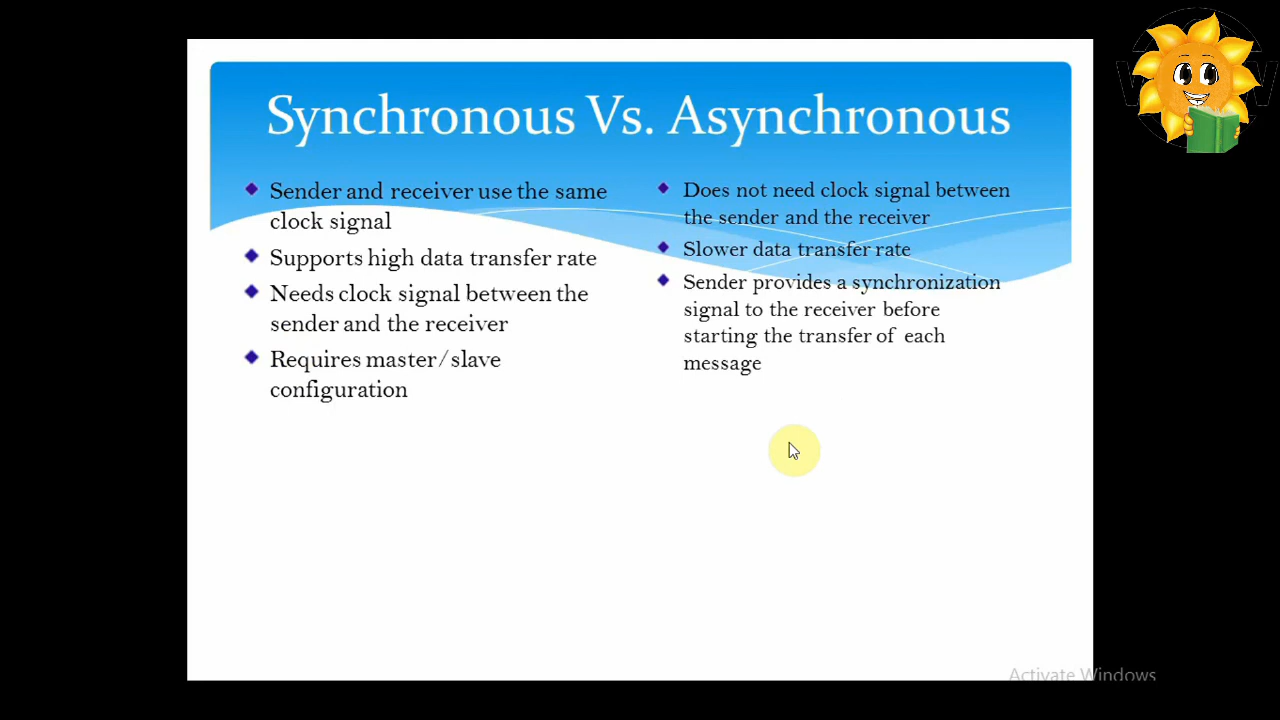 Synchronous Vs. Asynchronous
Sender and receiver use the same
clock signal
Supports high data transfer rate
Needs clock signal between the
sender and the receiver
Requires master/slave
configuration
Does not need clock signal between
the sender and the receiver
Slower data transfer rate
Sender provides a synchronization
signal to the receiver before
starting the transfer of each
message
Activate Windows